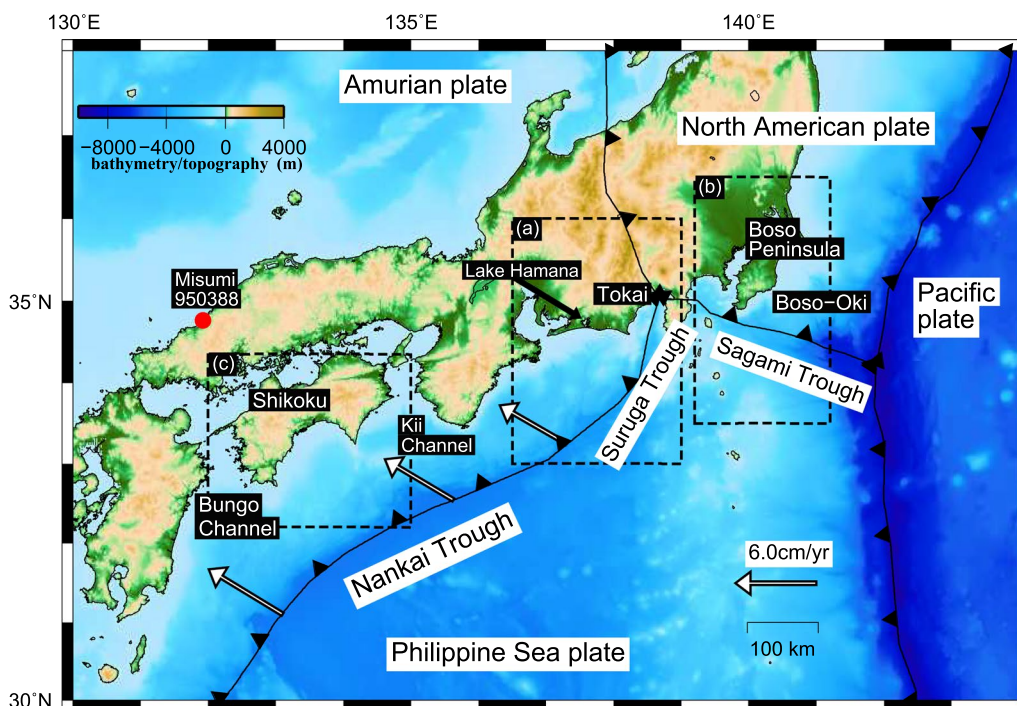 130°E
135°E
140°E
Amurian plate
North American plate
−8000 −4000 0 4000
bathymetry/topography (m)
(b)
(a)
Boso
Peninsula
Lake Hamana
Misumi
950388
Tokai
Boso−Oki
Pacific
plate
35°N
(c)
Shikoku
Suruga Trough
Sagami Trough
Kii
Channel
Bungo
Channel
Nankai Trough
6.0cm/yr
100 km
Philippine Sea plate
30°N